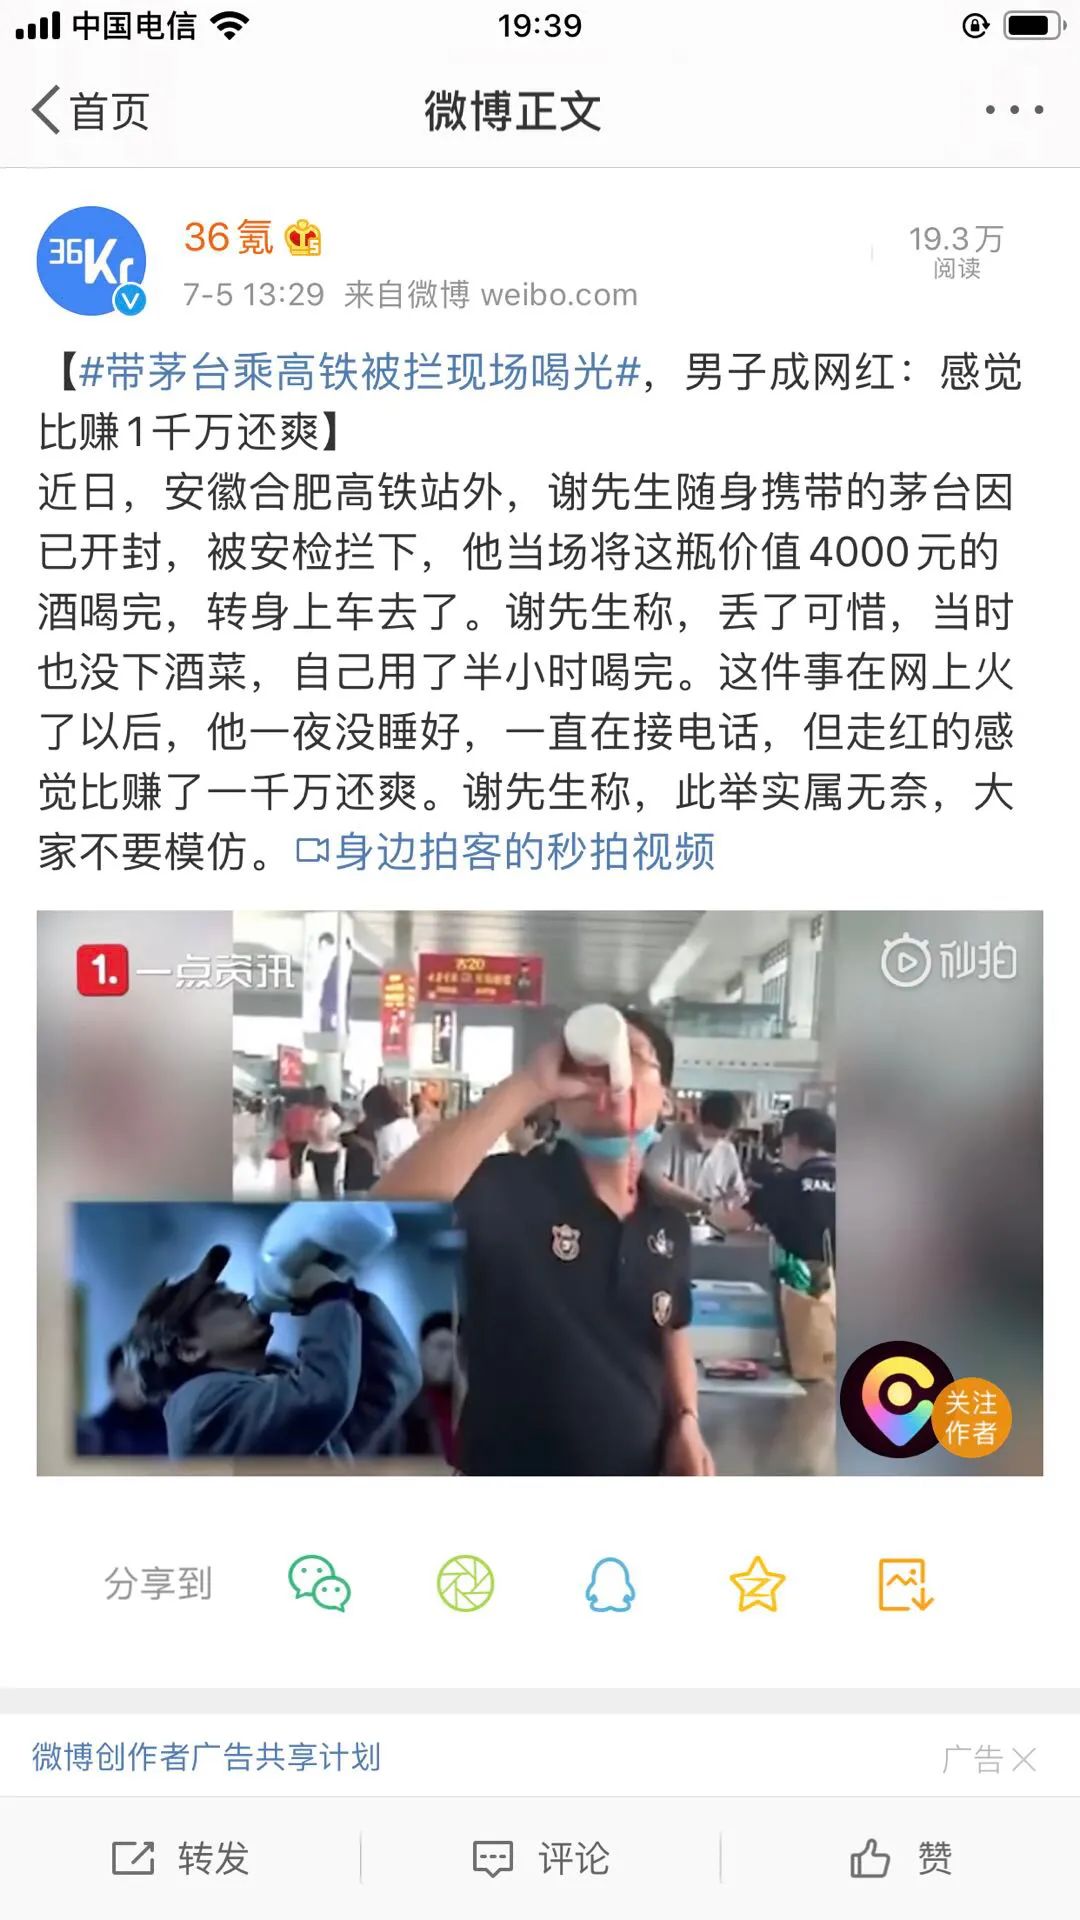 中国电信
19:39
首页
微博正文
36Kr
36氪
5
19.3万
阅读
7-5 13:29 来自微博 weibo.com
【#带茅台乘高铁被拦现场喝光#，男子成网红：感觉
比赚1千万还爽】
近日，安徽合肥高铁站外，谢先生随身携带的茅台因
已开封，被安检拦下，他当场将这瓶价值4000元的
酒喝完，转身上车去了。谢先生称，丢了可惜，当时
也没下酒菜，自己用了半小时喝完。这件事在网上火
了以后，他一夜没睡好，一直在接电话，但走红的感
觉比赚了一千万还爽。谢先生称，此举实属无奈，大
家不要模仿。身边拍客的秒拍视频
1.
一点资讯
秒拍
关注
作者
分享到
微博创作者广告共享计划
广告
转发
评论
赞